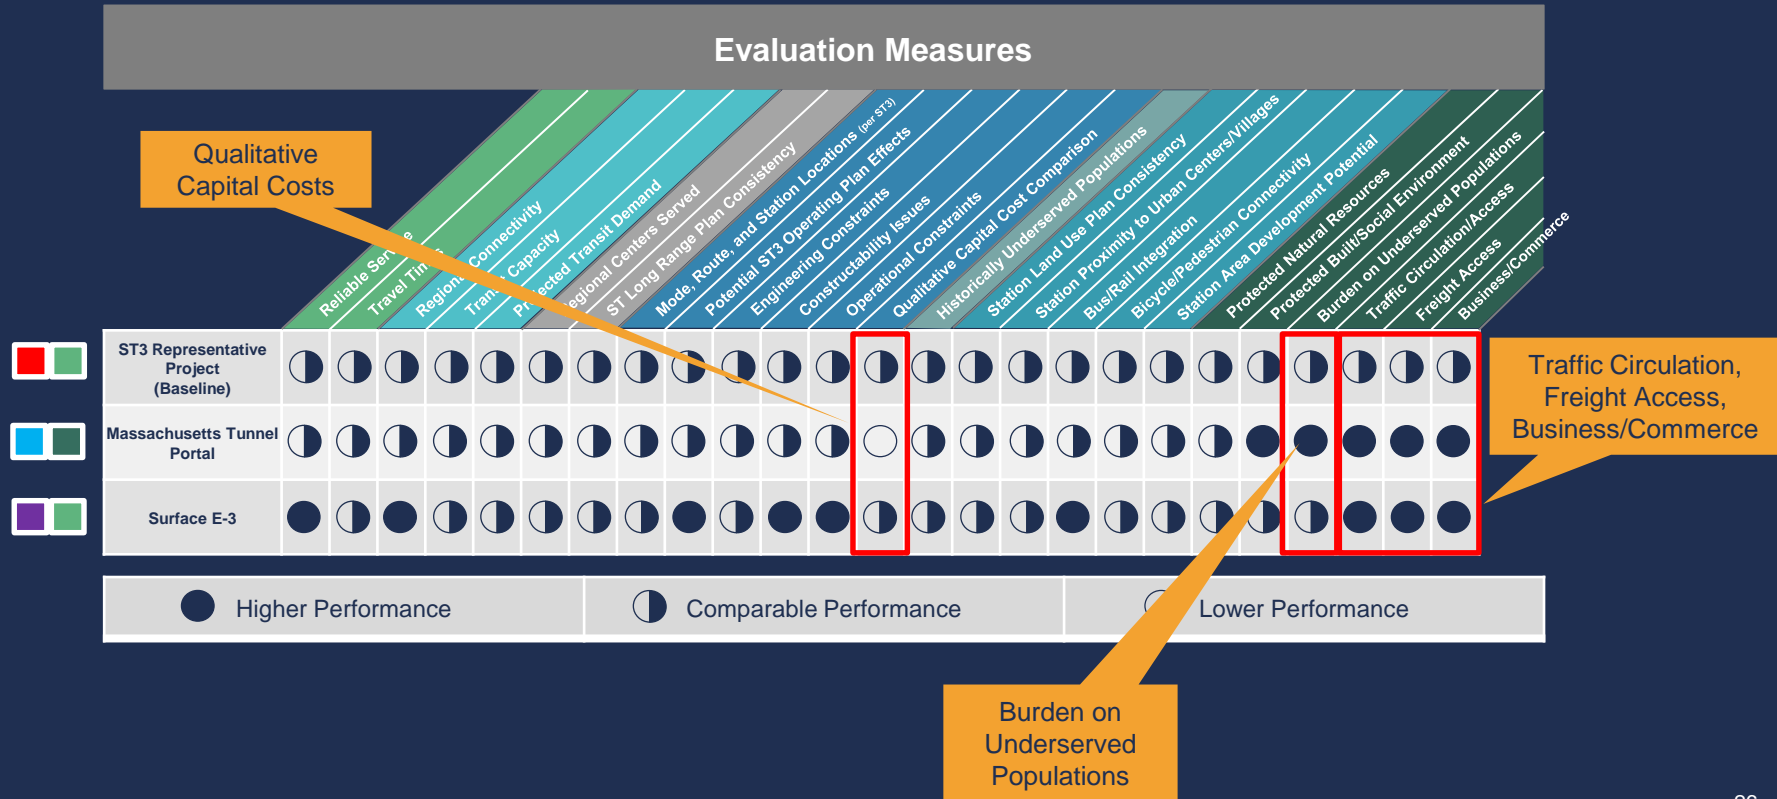 Evaluation Measures
Qualitative
Capital Costs
Reliable Service
Travel Times
Regional Connectivity
Transit Capacity
Projected Transit Demand
Regional Centers Served
ST Long Range Plan Consistency
Mode, Route, and Station Locations (per ST3)
Potential ST3 Operating Plan Effects
Engineering Constraints
Constructability Issues
Operational Constraints
Qualitative Capital Cost Comparison
Historically Underserved Populations
Station Land Use Plan Consistency
Station Proximity to Urban Centers/Villages
Bus/Rail Integration
Bicycle/Pedestrian Connectivity
Station Area Development Potential
Protected Natural Resources
Protected Built/Social Environment
Burden on Underserved Populations
Traffic Circulation/Access
Freight Access
Business/Commerce
ST3 Representative
Project
(Baseline)
Massachusetts Tunnel
Portal
Surface E-3
Traffic Circulation,
Freight Access,
Business/Commerce
Higher Performance
Comparable Performance
Lower Performance
Burden on
Underserved
Populations